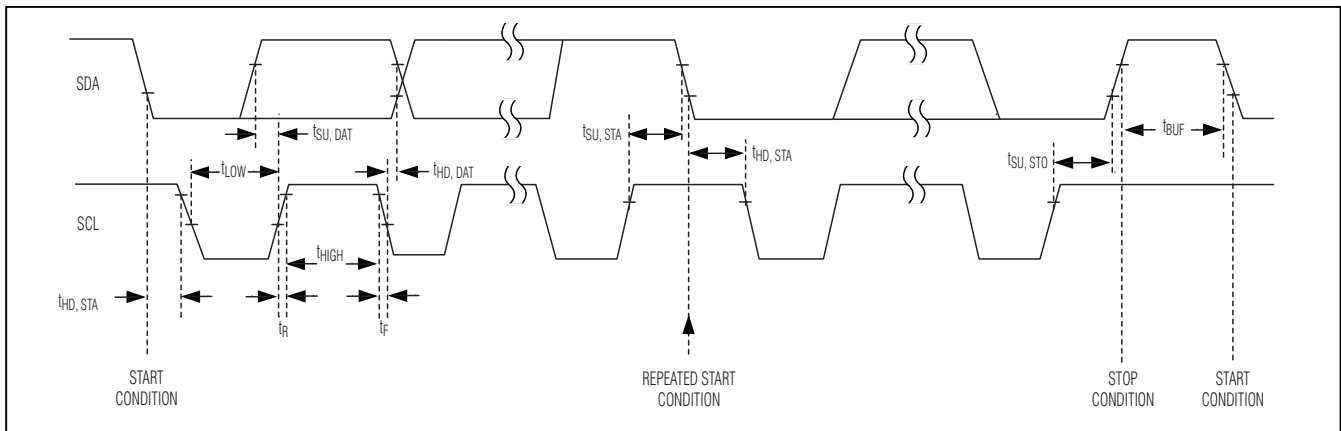 SDA
tSU, DAT
tSU, STA
tBUF
tLOW
tHD, DAT
tHD, STA
tSU, STO
SCL
tHIGH
tHD, STA
tR
tF
START
CONDITION
REPEATED START
CONDITION
STOP
CONDITION
START
CONDITION